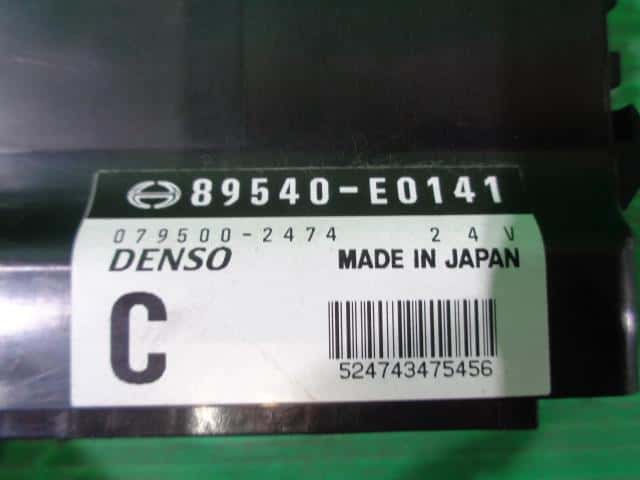 89540-E0141
079500-2474 24V
DENSO MADE IN JAPAN
C
524743475456